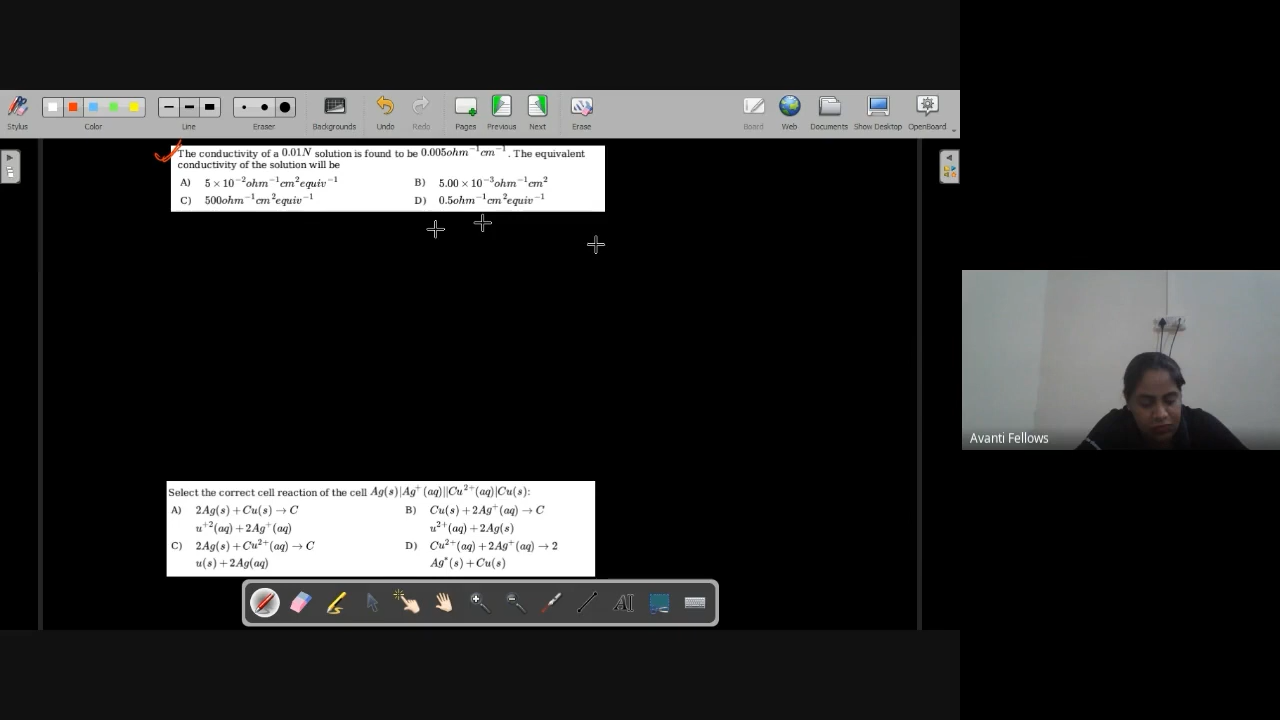 Stylus Color Line Eraser Backgrounds Undo Redo Pages Previous Next Erase Board Web Documents Show Desktop OpenBoard
The conductivity of a 0.01N solution is found to be 0.005ohm⁻¹cm⁻¹. The equivalent
conductivity of the solution will be
A) 5 × 10⁻²ohm⁻¹cm²equiv⁻¹ B) 5.00 × 10⁻³ohm⁻¹cm²
C) 500ohm⁻¹cm²equiv⁻¹ D) 0.5ohm⁻¹cm²equiv⁻¹
Avanti Fellows
Select the correct cell reaction of the cell Ag(s)|Ag⁺(aq)||Cu²⁺(aq)|Cu(s):
A) 2Ag(s) + Cu(s) → C B) Cu(s) + 2Ag⁺(aq) → C
u⁺²(aq) + 2Ag⁺(aq) u²⁺(aq) + 2Ag(s)
C) 2Ag(s) + Cu²⁺(aq) → C D) Cu²⁺(aq) + 2Ag⁺(aq) → 2
u(s) + 2Ag(aq) Ag*(s) + Cu(s)
AI